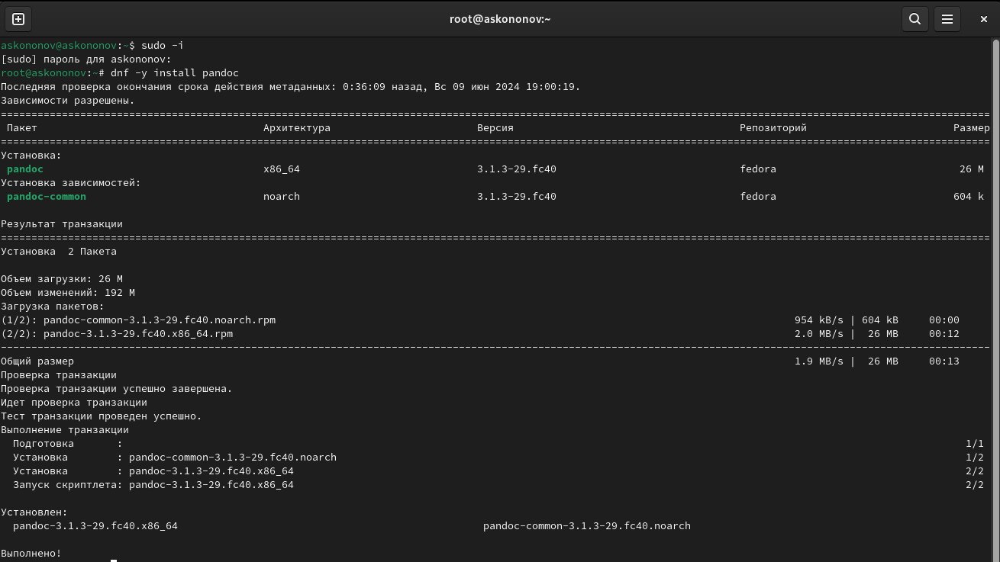 root@askononov:~
askononov@askononov:~$ sudo -i
[sudo] пароль для askononov:
root@askononov:~# dnf -y install pandoc
Последняя проверка окончания срока действия метаданных: 0:36:09 назад, Вс 09 июн 2024 19:00:19.
Зависимости разрешены.
================================================================================
Пакет Архитектура Версия Репозиторий Размер
================================================================================
Установка:
pandoc x86_64 3.1.3-29.fc40 fedora 26 M
Установка зависимостей:
pandoc-common noarch 3.1.3-29.fc40 fedora 604 k
Результат транзакции
================================================================================
Установка 2 Пакета
Объем загрузки: 26 M
Объем изменений: 192 M
Загрузка пакетов:
(1/2): pandoc-common-3.1.3-29.fc40.noarch.rpm 954 kB/s | 604 kB 00:00
(2/2): pandoc-3.1.3-29.fc40.x86_64.rpm 2.0 MB/s | 26 MB 00:12
--------------------------------------------------------------------------------
Общий размер 1.9 MB/s | 26 MB 00:13
Проверка транзакции
Проверка транзакции успешно завершена.
Идет проверка транзакции
Тест транзакции проведен успешно.
Выполнение транзакции
Подготовка : 1/1
Установка : pandoc-common-3.1.3-29.fc40.noarch 1/2
Установка : pandoc-3.1.3-29.fc40.x86_64 2/2
Запуск скриптлета: pandoc-3.1.3-29.fc40.x86_64 2/2
Установлен:
pandoc-3.1.3-29.fc40.x86_64 pandoc-common-3.1.3-29.fc40.noarch
Выполнено!